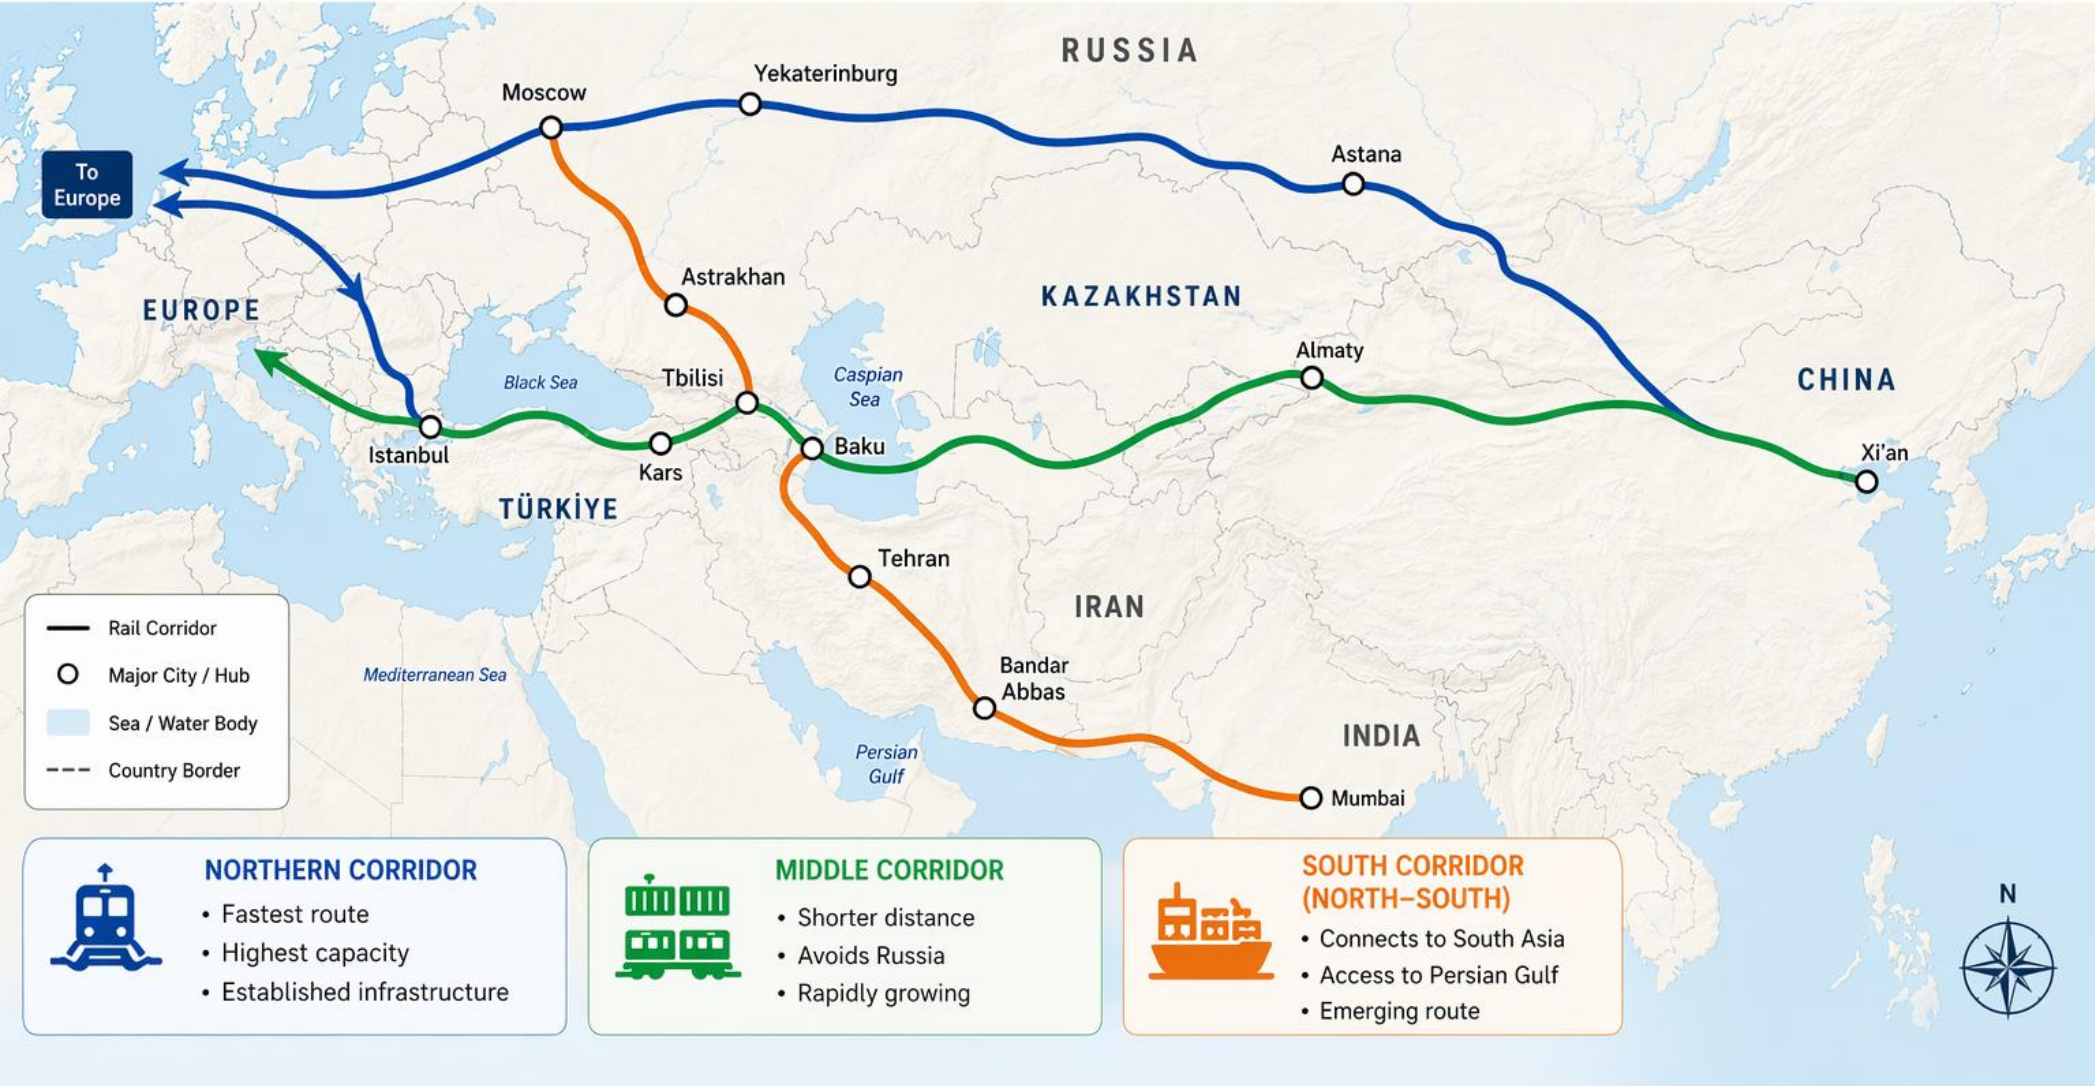 RUSSIA
Yekaterinburg
Moscow
Astana
To
Europe
Astrakhan
KAZAKHSTAN
EUROPE
Almaty
Tbilisi
Black Sea
Caspian
Sea
CHINA
Istanbul
Kars
Baku
Xi'an
TÜRKİYE
Tehran
IRAN
Mediterranean Sea
Bandar
Abbas
INDIA
Persian
Gulf
Mumbai
Rail Corridor
Major City / Hub
Sea / Water Body
Country Border
NORTHERN CORRIDOR
• Fastest route
• Highest capacity
• Established infrastructure
MIDDLE CORRIDOR
• Shorter distance
• Avoids Russia
• Rapidly growing
SOUTH CORRIDOR
(NORTH–SOUTH)
• Connects to South Asia
• Access to Persian Gulf
• Emerging route
N